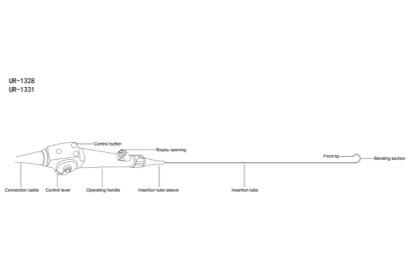 UR-1328
UR-1331
Control button
Biopsy opening
Front tip
Bending section
Connection cable
Control lever
Operating handle
Insertion tube sleeve
Insertion tube